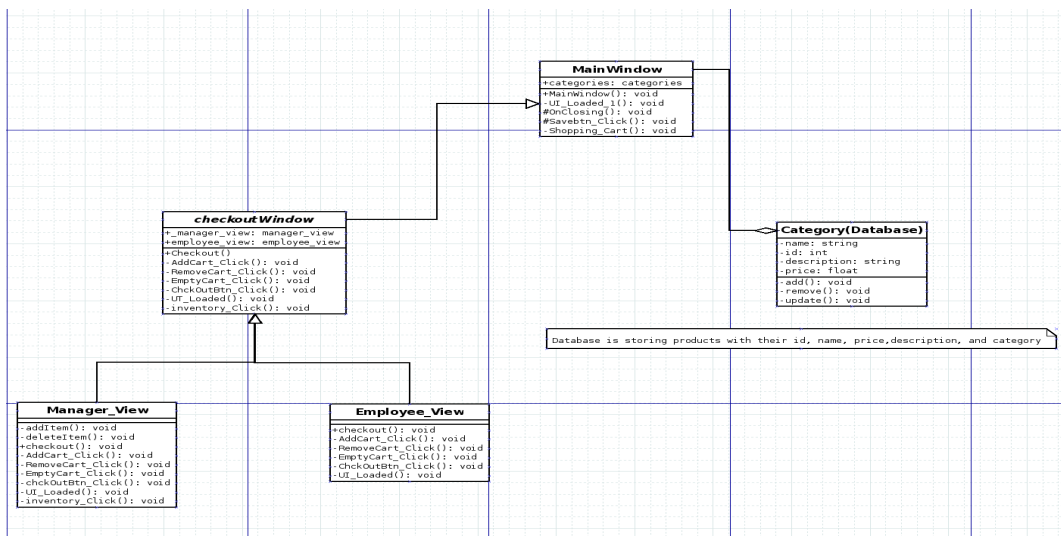 MainWindow
+categories: categories
+MainWindow(): void
-UI_Loaded_1(): void
#OnClosing(): void
#Savebtn_Click(): void
-Shopping_Cart(): void
checkoutWindow
+_manager_view: manager_view
+employee_view: employee_view
+Checkout()
-AddCart_Click(): void
-RemoveCart_Click(): void
-EmptyCart_Click(): void
-ChckOutBtn_Click(): void
-UT_Loaded(): void
-inventory_Click(): void
Category(Database)
-name: string
-id: int
-description: string
-price: float
-add(): void
-remove(): void
-update(): void
Database is storing products with their id, name, price,description, and category
Manager_View
-addItem(): void
-deleteItem(): void
+checkout(): void
-AddCart_Click(): void
-RemoveCart_Click(): void
-EmptyCart_Click(): void
-chckOutBtn_Click(): void
-UI_Loaded(): void
-inventory_Click(): void
Employee_View
+checkout(): void
-AddCart_Click(): void
-RemoveCart_Click(): void
-EmptyCart_Click(): void
-ChckOutBtn_Click(): void
-UI_Loaded(): void